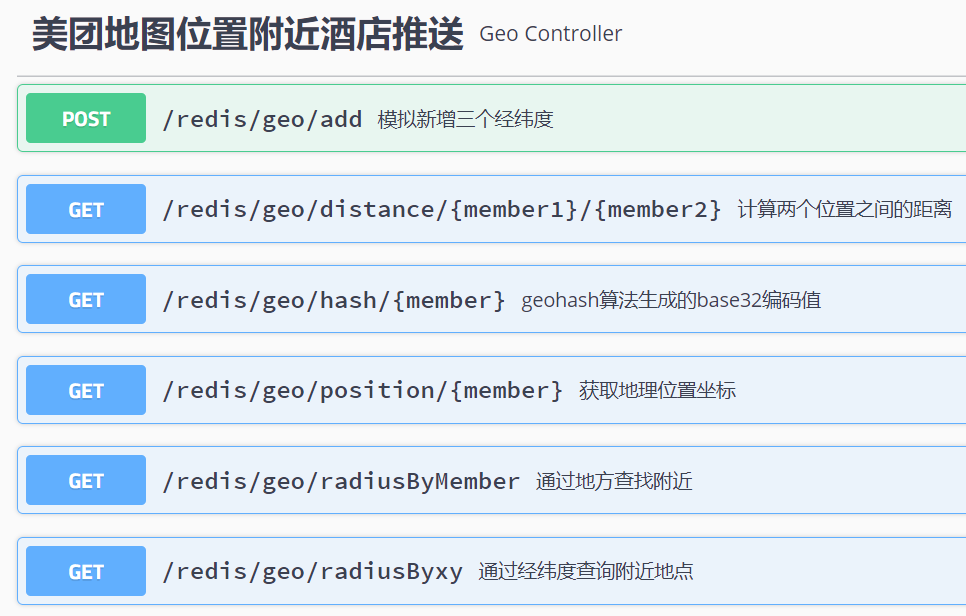 美团地图位置附近酒店推送 Geo Controller
POST /redis/geo/add 模拟新增三个经纬度
GET /redis/geo/distance/{member1}/{member2} 计算两个位置之间的距离
GET /redis/geo/hash/{member} geohash算法生成的base32编码值
GET /redis/geo/position/{member} 获取地理位置坐标
GET /redis/geo/radiusByMember 通过地方查找附近
GET /redis/geo/radiusByxy 通过经纬度查询附近地点